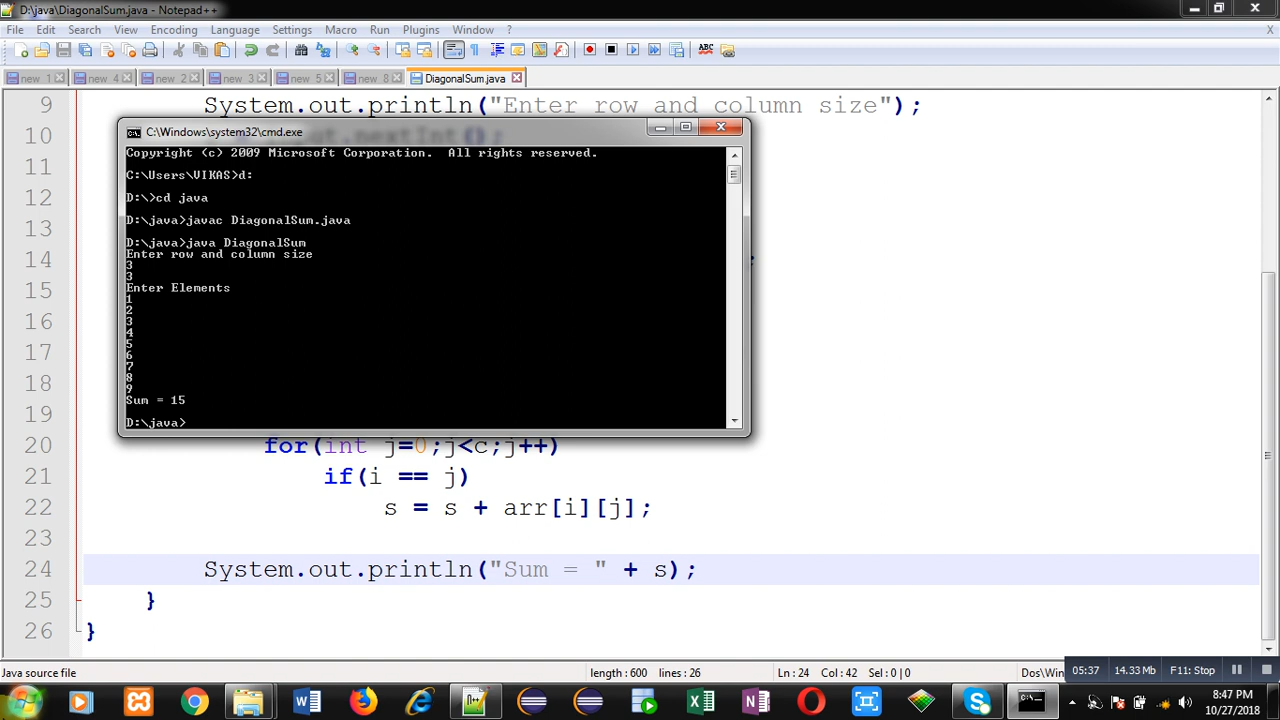 D:\java\DiagonalSum.java - Notepad++
File Edit Search View Encoding Language Settings Macro Run Plugins Window ? X
new 1 new 4 new 2 new 3 new 5 new 8 DiagonalSum.java
9 System.out.println("Enter row and column size");
10
11
12
13
14 ;
15
16
17
18
19
C:\Windows\system32\cmd.exe
Copyright (c) 2009 Microsoft Corporation. All rights reserved.
C:\Users\VIKAS>d:
D:\>cd java
D:\java>javac DiagonalSum.java
D:\java>java DiagonalSum
Enter row and column size
3
3
Enter Elements
1
2
3
4
5
6
7
8
9
Sum = 15
D:\java>
20 for(int j=0;j<c;j++)
21 if(i == j)
22 s = s + arr[i][j];
23
24 System.out.println("Sum = " + s);
25 }
26 }
Java source file length : 600 lines : 26 Ln : 24 Col : 42 Sel : 0 | 0 Dos\Win
05:37 14.33 Mb F11: Stop
8:47 PM
10/27/2018